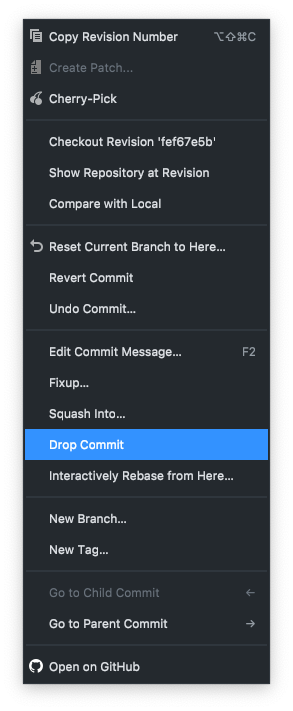 Copy Revision Number ⌥⇧⌘C
Create Patch...
Cherry-Pick
Checkout Revision 'fef67e5b'
Show Repository at Revision
Compare with Local
Reset Current Branch to Here...
Revert Commit
Undo Commit...
Edit Commit Message... F2
Fixup...
Squash Into...
Drop Commit
Interactively Rebase from Here...
New Branch...
New Tag...
Go to Child Commit ←
Go to Parent Commit →
Open on GitHub